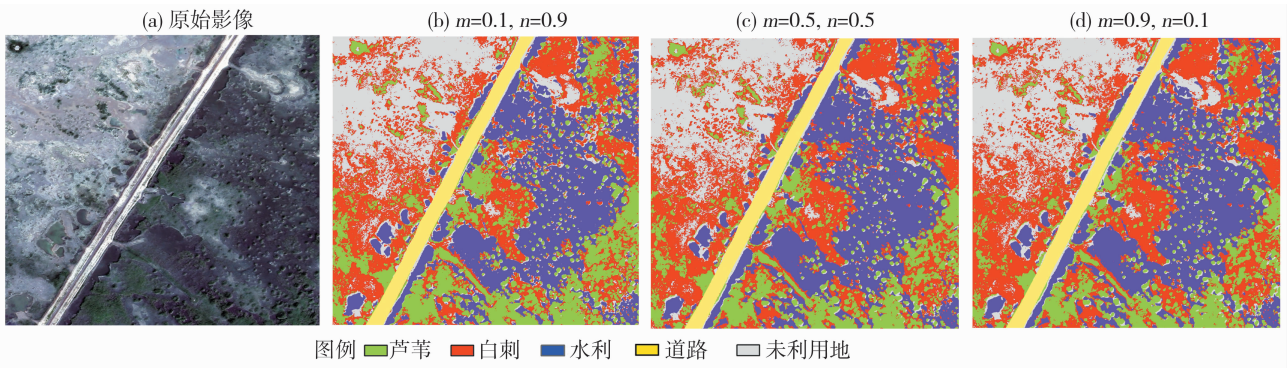 (a) 原始影像
(b) m=0.1, n=0.9
(c) m=0.5, n=0.5
(d) m=0.9, n=0.1
图例 芦苇 白刺 水利 道路 未利用地